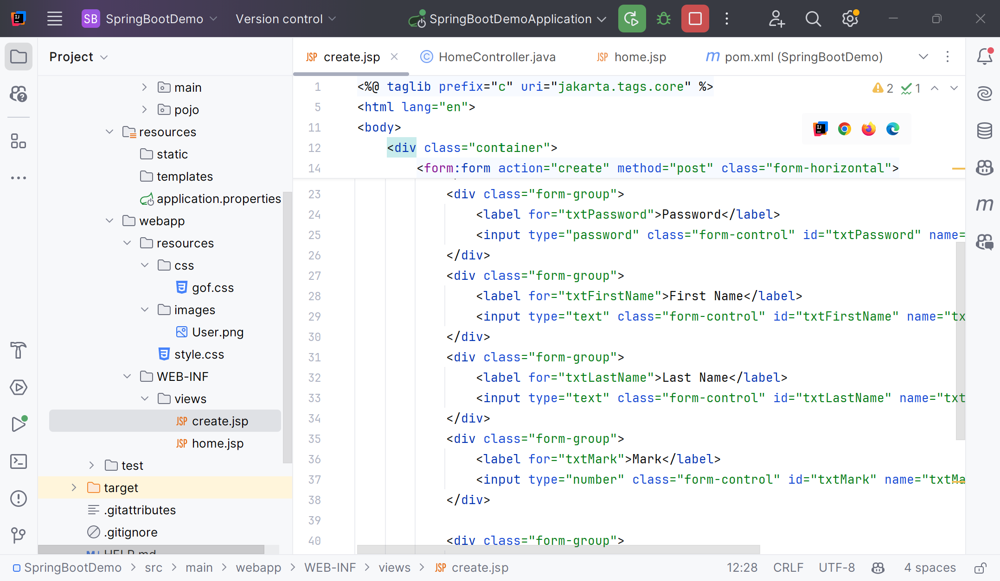 SB SpringBootDemo Version control SpringBootDemoApplication
Project
create.jsp HomeController.java home.jsp pom.xml (SpringBootDemo)
main
pojo
resources
static
templates
application.properties
webapp
resources
css
gof.css
images
User.png
style.css
WEB-INF
views
create.jsp
home.jsp
test
target
.gitattributes
.gitignore
HELP.md
1 <%@ taglib prefix="c" uri="jakarta.tags.core" %>
2 1
5 <html lang="en">
11 <body>
12 <div class="container">
14 <form:form action="create" method="post" class="form-horizontal">
23 <div class="form-group">
24 <label for="txtPassword">Password</label>
25 <input type="password" class="form-control" id="txtPassword" name=
26 </div>
27 <div class="form-group">
28 <label for="txtFirstName">First Name</label>
29 <input type="text" class="form-control" id="txtFirstName" name="tx
30 </div>
31 <div class="form-group">
32 <label for="txtLastName">Last Name</label>
33 <input type="text" class="form-control" id="txtLastName" name="txt
34 </div>
35 <div class="form-group">
36 <label for="txtMark">Mark</label>
37 <input type="number" class="form-control" id="txtMark" name="txtMa
38 </div>
39
40 <div class="form-group">
SpringBootDemo > src > main > webapp > WEB-INF > views > JSP create.jsp 12:28 CRLF UTF-8 4 spaces